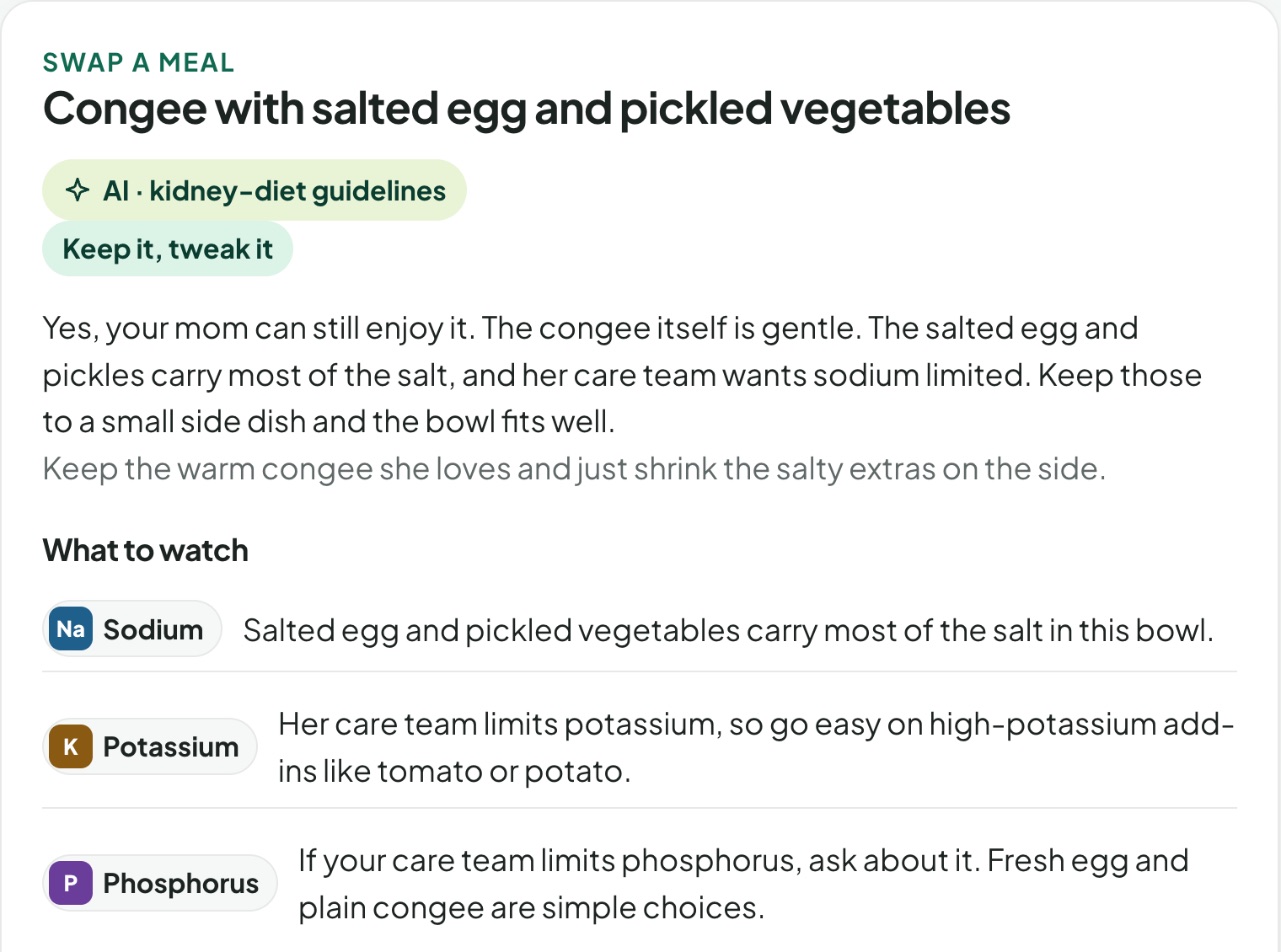 SWAP A MEAL
Congee with salted egg and pickled vegetables
AI · kidney-diet guidelines
Keep it, tweak it
Yes, your mom can still enjoy it. The congee itself is gentle. The salted egg and
pickles carry most of the salt, and her care team wants sodium limited. Keep those
to a small side dish and the bowl fits well.
Keep the warm congee she loves and just shrink the salty extras on the side.
What to watch
Na Sodium Salted egg and pickled vegetables carry most of the salt in this bowl.
K Potassium Her care team limits potassium, so go easy on high-potassium add-
ins like tomato or potato.
P Phosphorus If your care team limits phosphorus, ask about it. Fresh egg and
plain congee are simple choices.